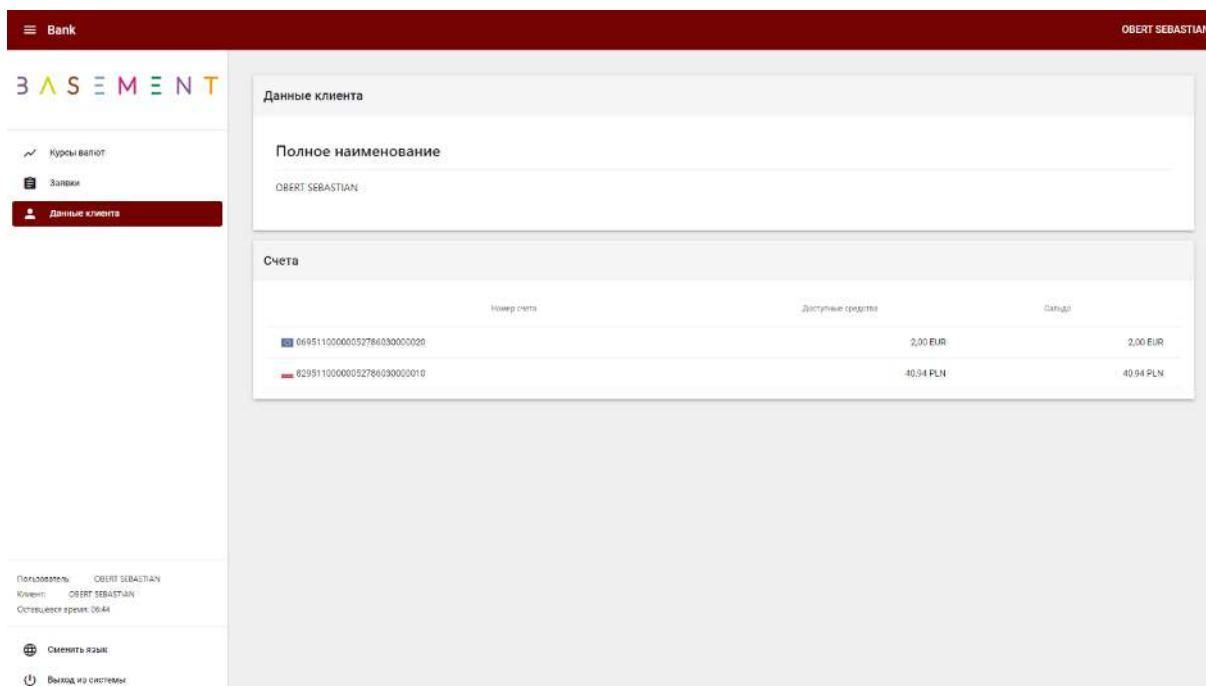 Bank
OBERT SEBASTIAN
BASEMENT
Курсы валют
Заявки
Данные клиента
Данные клиента
Полное наименование
OBERT SEBASTIAN
Счета
Номер счета Доступные средства Сальдо
06951100000052786030000020 2,00 EUR 2,00 EUR
82951100000052786030000010 40,94 PLN 40,94 PLN
Пользователь: OBERT SEBASTIAN
Клиент: OBERT SEBASTIAN
Оставшееся время: 06:44
Сменить язык
Выход из системы